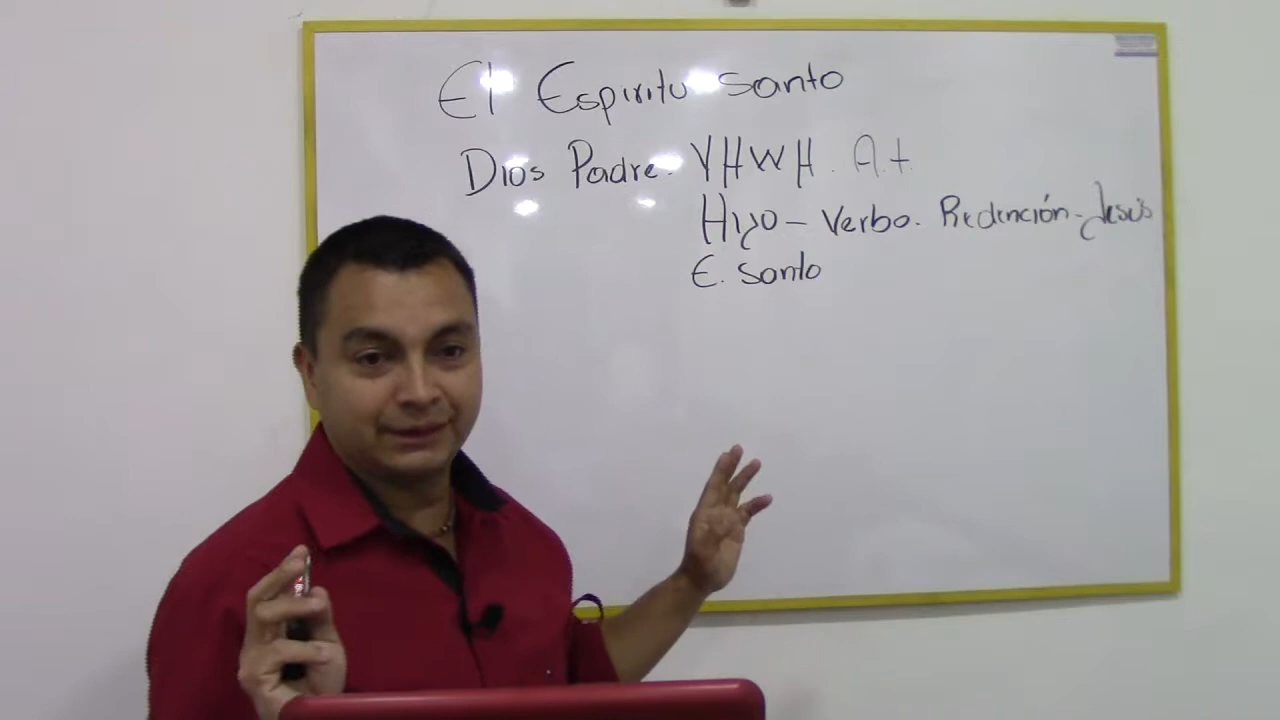 El Espiritu Santo
Dios Padre. YHWH. A.t.
Hijo - Verbo. Redención - Jesús
E. Santo